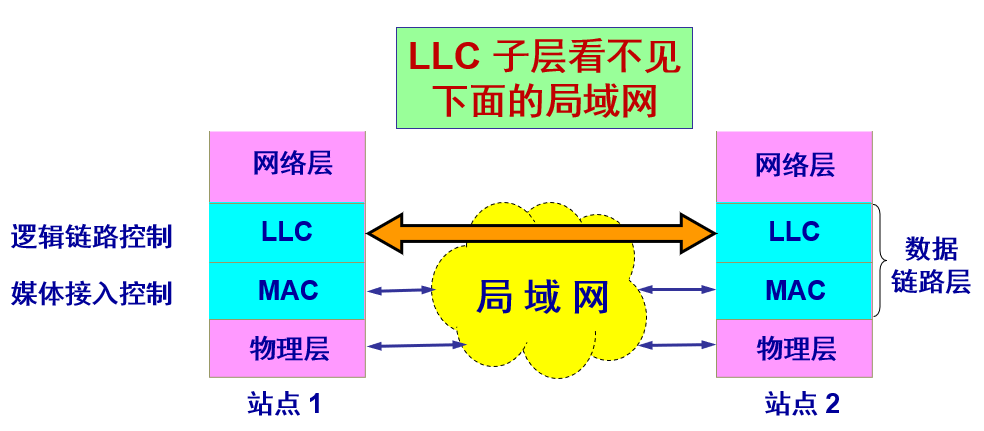 LLC 子层看不见
下面的局域网
网络层
网络层
逻辑链路控制
LLC
LLC
数据
链路层
媒体接入控制
MAC
局域网
MAC
物理层
物理层
站点 1
站点 2